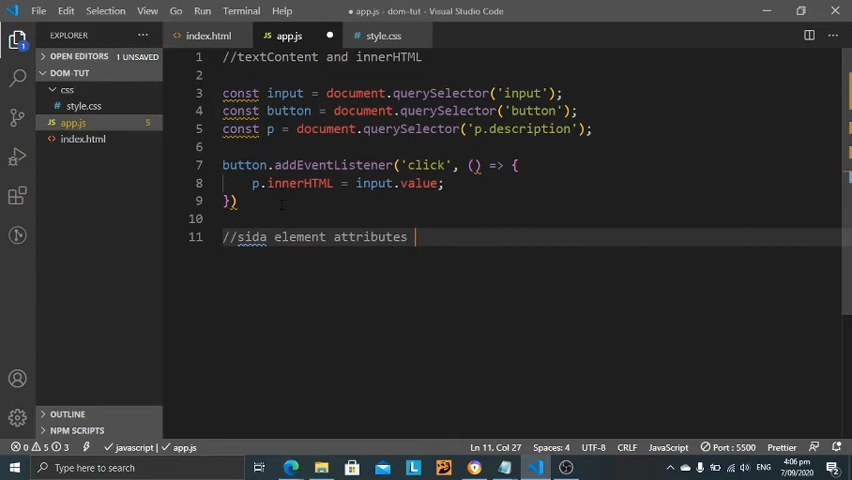 File Edit Selection View Go Run Terminal Help
● app.js - dom-tut - Visual Studio Code
EXPLORER
index.html
JS app.js
style.css
OPEN EDITORS 1 UNSAVED
DOM-TUT
css
style.css
app.js 5
index.html
1
OUTLINE
NPM SCRIPTS
1 //textContent and innerHTML
2
3 const input = document.querySelector('input');
4 const button = document.querySelector('button');
5 const p = document.querySelector('p.description');
6
7 button.addEventListener('click', () => {
8 p.innerHTML = input.value;
9 })
10
11 //sida element attributes
0 5 3 javascript | app.js
Ln 11, Col 27 Spaces: 4 UTF-8 CRLF JavaScript Port : 5500 Prettier
Type here to search
L
ENG
4:06 pm
7/09/2020
2